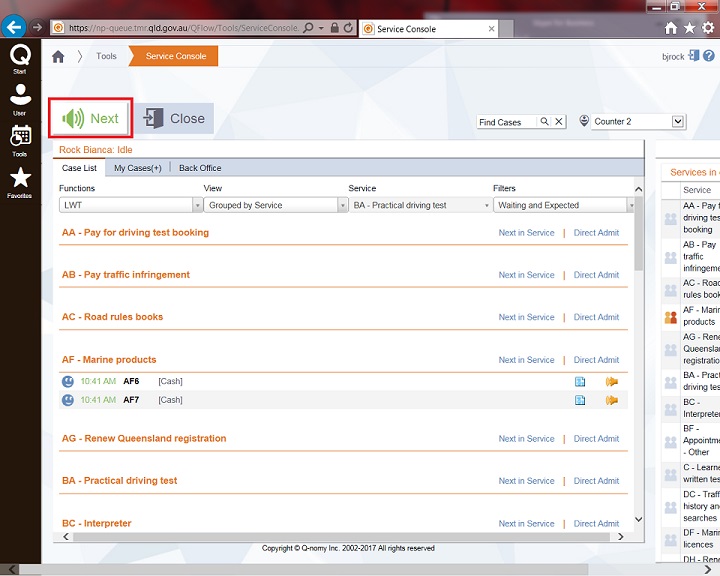 https://np-queue.tmr.qld.gov.au/QFlow/Tools/ServiceConsole.
Service Console
Start
User
Tools
Favorites
Tools
Service Console
bjrock
Next
Close
Find Cases
Counter 2
Rock Bianca: Idle
Case List
My Cases(+)
Back Office
Functions
View
Service
Filters
LWT
Grouped by Service
BA - Practical driving test
Waiting and Expected
AA - Pay for driving test booking
Next in Service | Direct Admit
AB - Pay traffic infringement
Next in Service | Direct Admit
AC - Road rules books
Next in Service | Direct Admit
AF - Marine products
Next in Service | Direct Admit
10:41 AM AF6 [Cash]
10:41 AM AF7 [Cash]
AG - Renew Queensland registration
Next in Service | Direct Admit
BA - Practical driving test
Next in Service | Direct Admit
BC - Interpreter
Next in Service | Direct Admit
Copyright © Q-nomy Inc. 2002-2017 All rights reserved
Services in
Service
AA - Pay f
driving tes
booking
AB - Pay
traffic
infringeme
AC - Road
rules book
AF - Marin
products
AG - Rene
Queenslan
registratio
BA - Pract
driving tes
BC -
Interpreter
BF -
Appointme
- Other
C - Learne
written tes
DC - Traff
history and
searches
DF - Marin
licences
DH - Rene